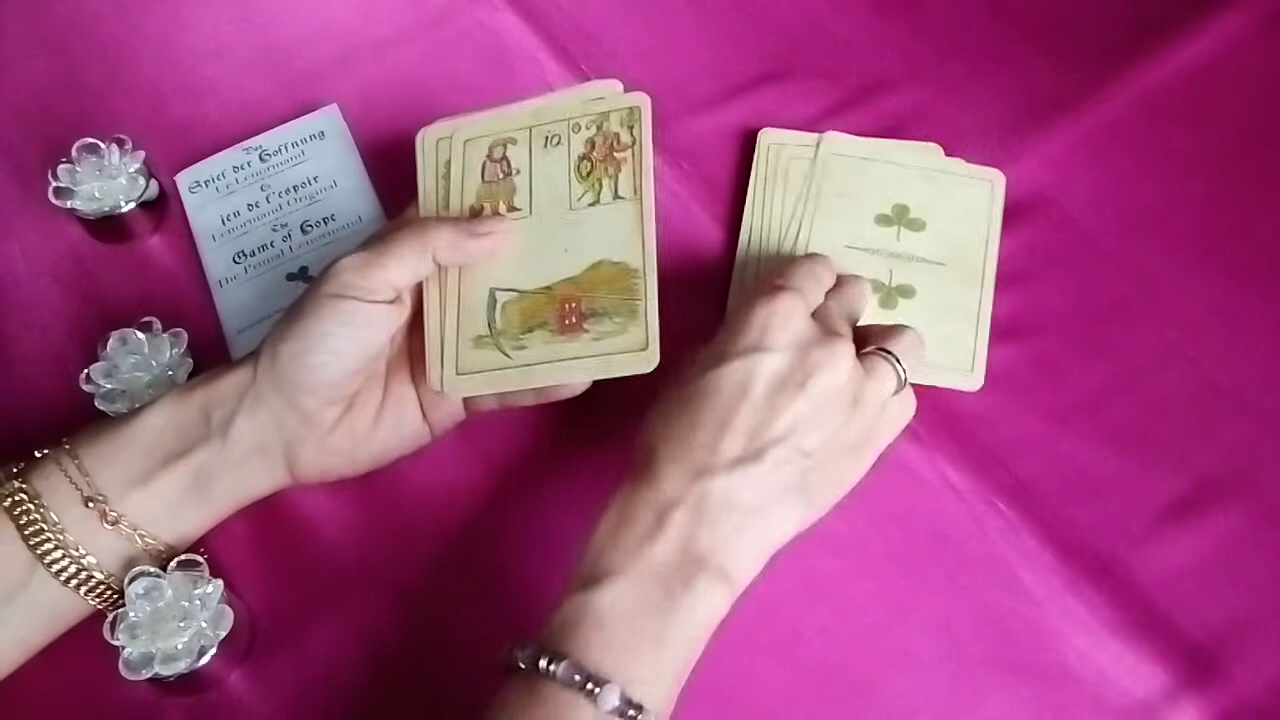 Das
Spiel der Hoffnung
Le Lenormand
jeu de l'espoir
Lenormand Original
The
Game of Hope
The Primal Lenormand
10.